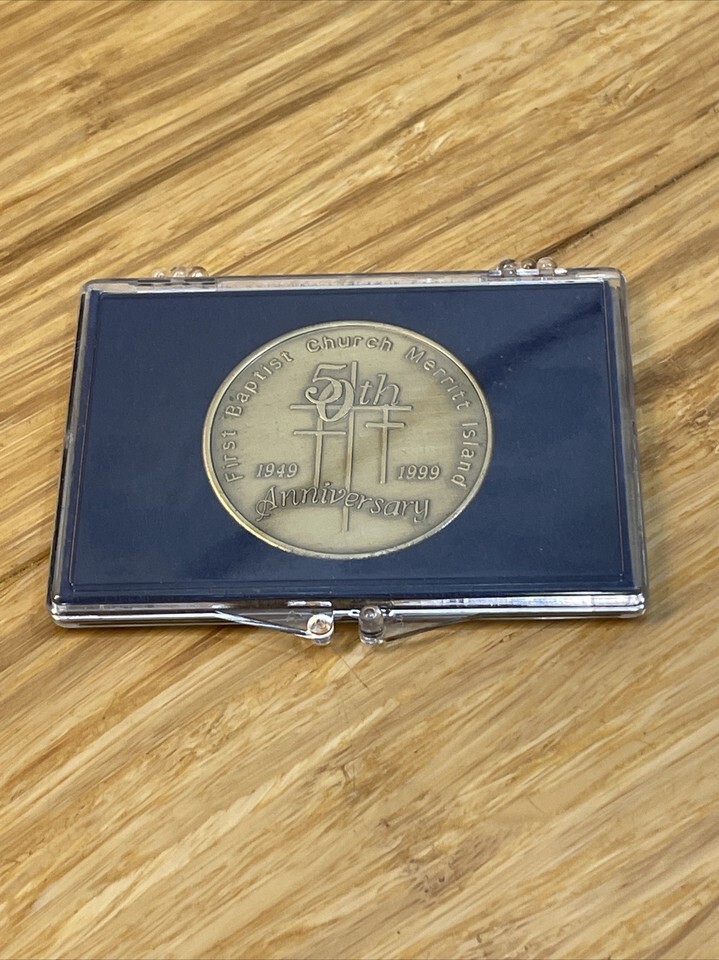 First Baptist Church Merritt Island
50th
1949 1999
Anniversary